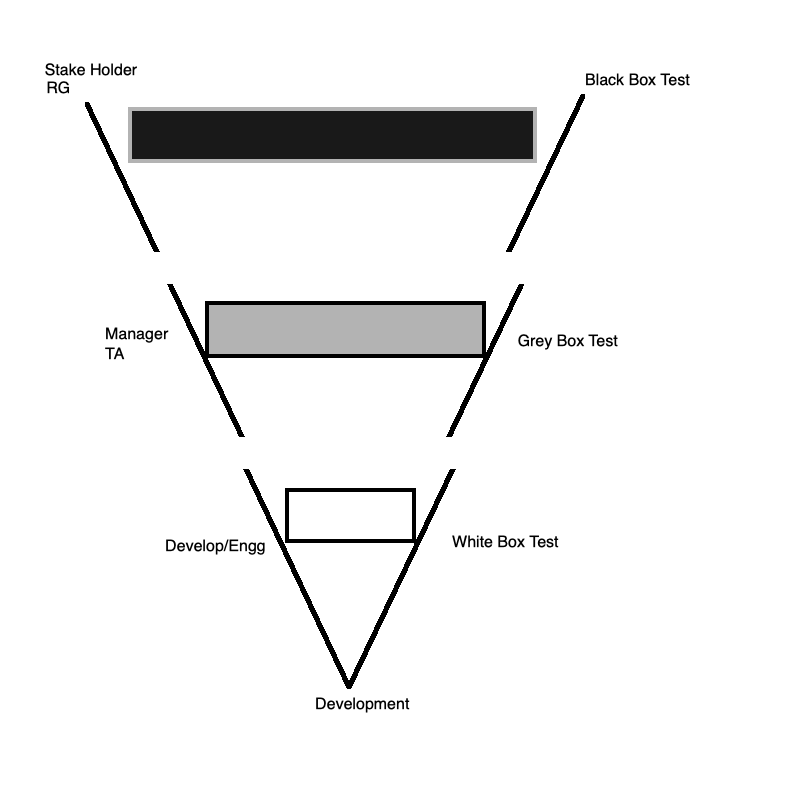 Stake Holder
RG
Black Box Test
Manager
TA
Grey Box Test
Develop/Engg
White Box Test
Development